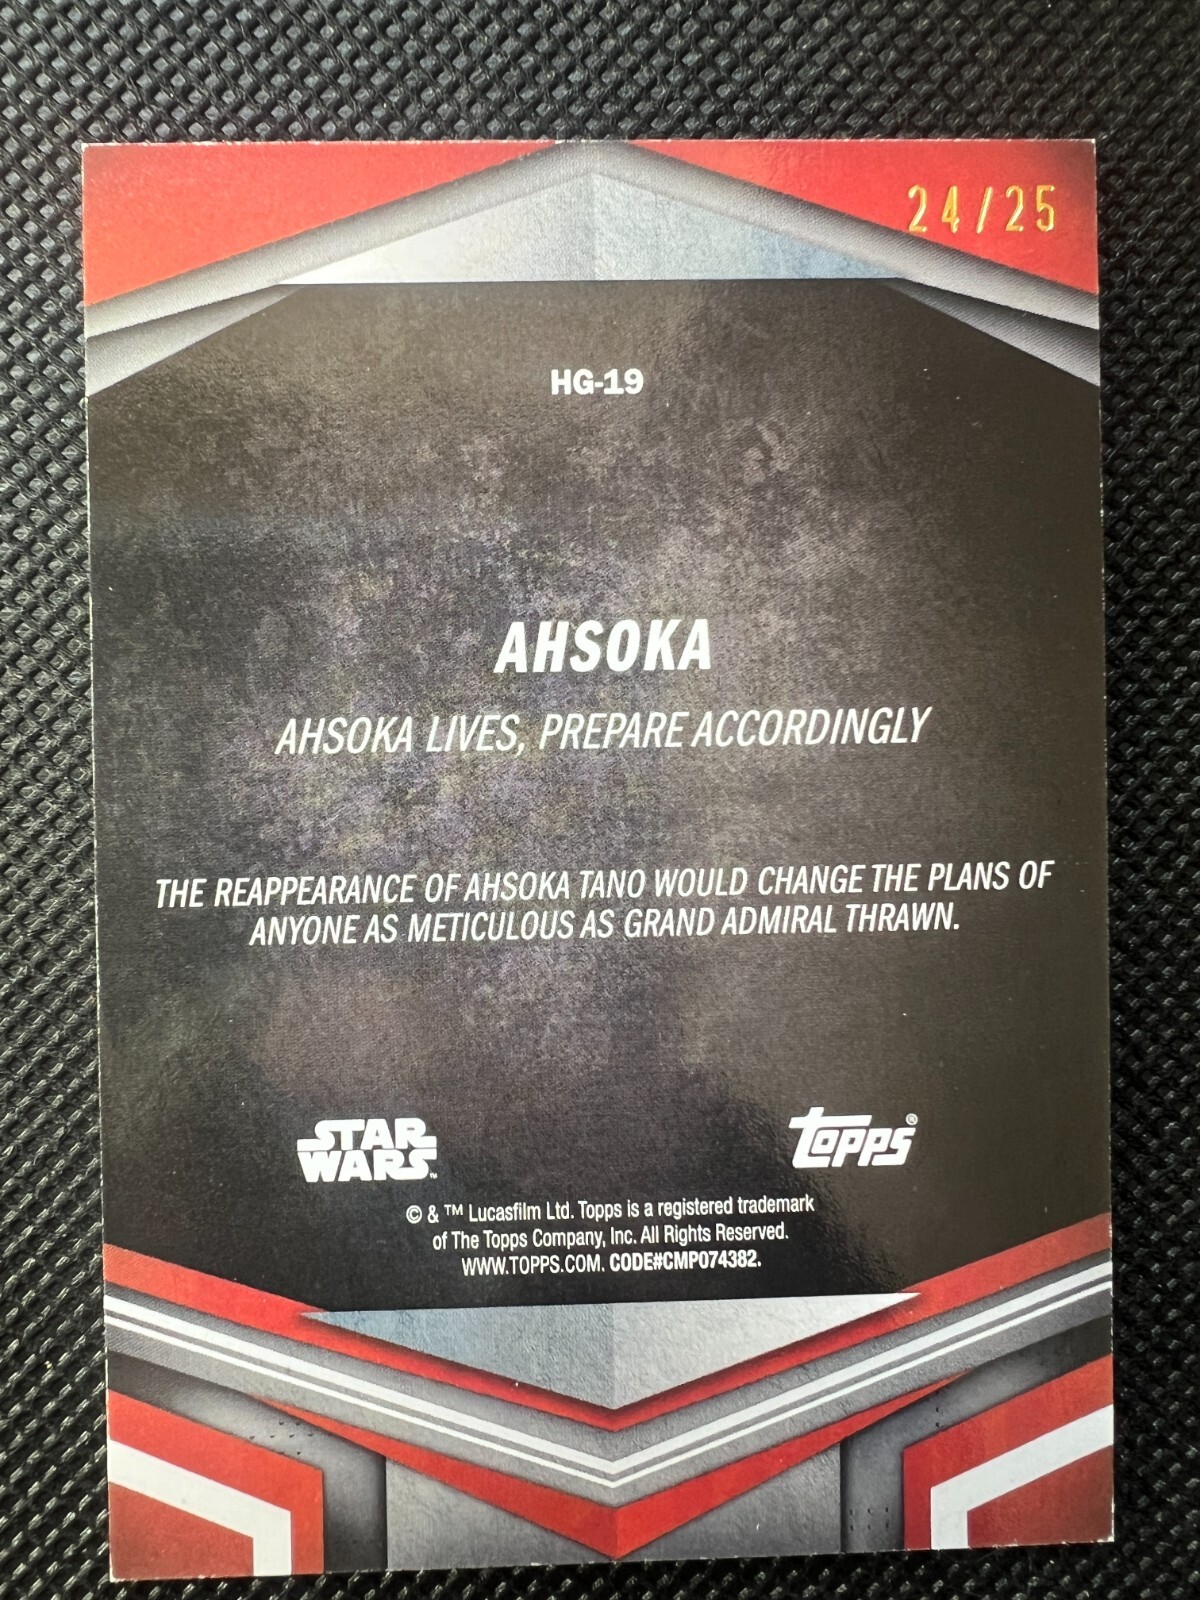 24/25
HG-19
AHSOKA
AHSOKA LIVES, PREPARE ACCORDINGLY
THE REAPPEARANCE OF AHSOKA TANO WOULD CHANGE THE PLANS OF
ANYONE AS METICULOUS AS GRAND ADMIRAL THRAWN.
STAR
WARS™
Topps®
© & ™ Lucasfilm Ltd. Topps is a registered trademark
of The Topps Company, Inc. All Rights Reserved.
WWW.TOPPS.COM. CODE#CMP074382.